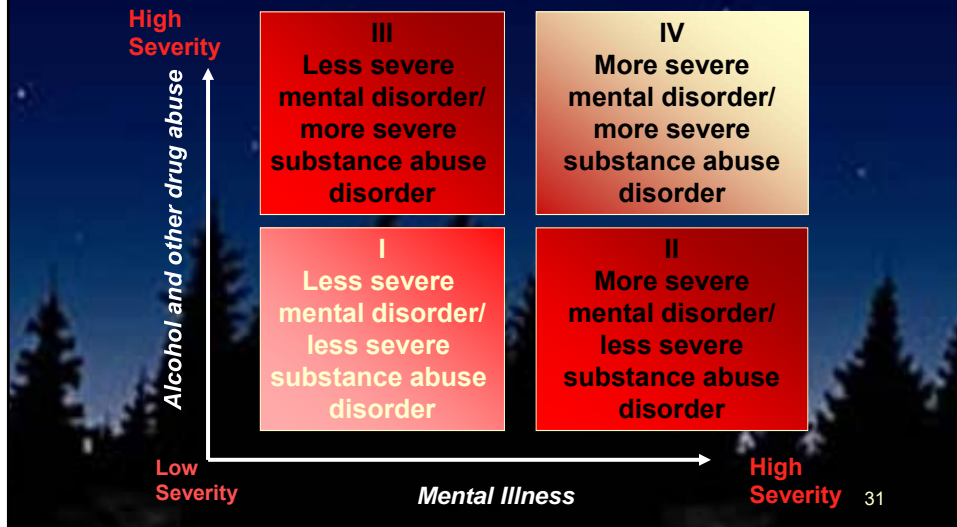 High
Severity
Alcohol and other drug abuse
III
Less severe
mental disorder/
more severe
substance abuse
disorder
IV
More severe
mental disorder/
more severe
substance abuse
disorder
I
Less severe
mental disorder/
less severe
substance abuse
disorder
II
More severe
mental disorder/
less severe
substance abuse
disorder
Low
Severity
Mental Illness
High
Severity
31